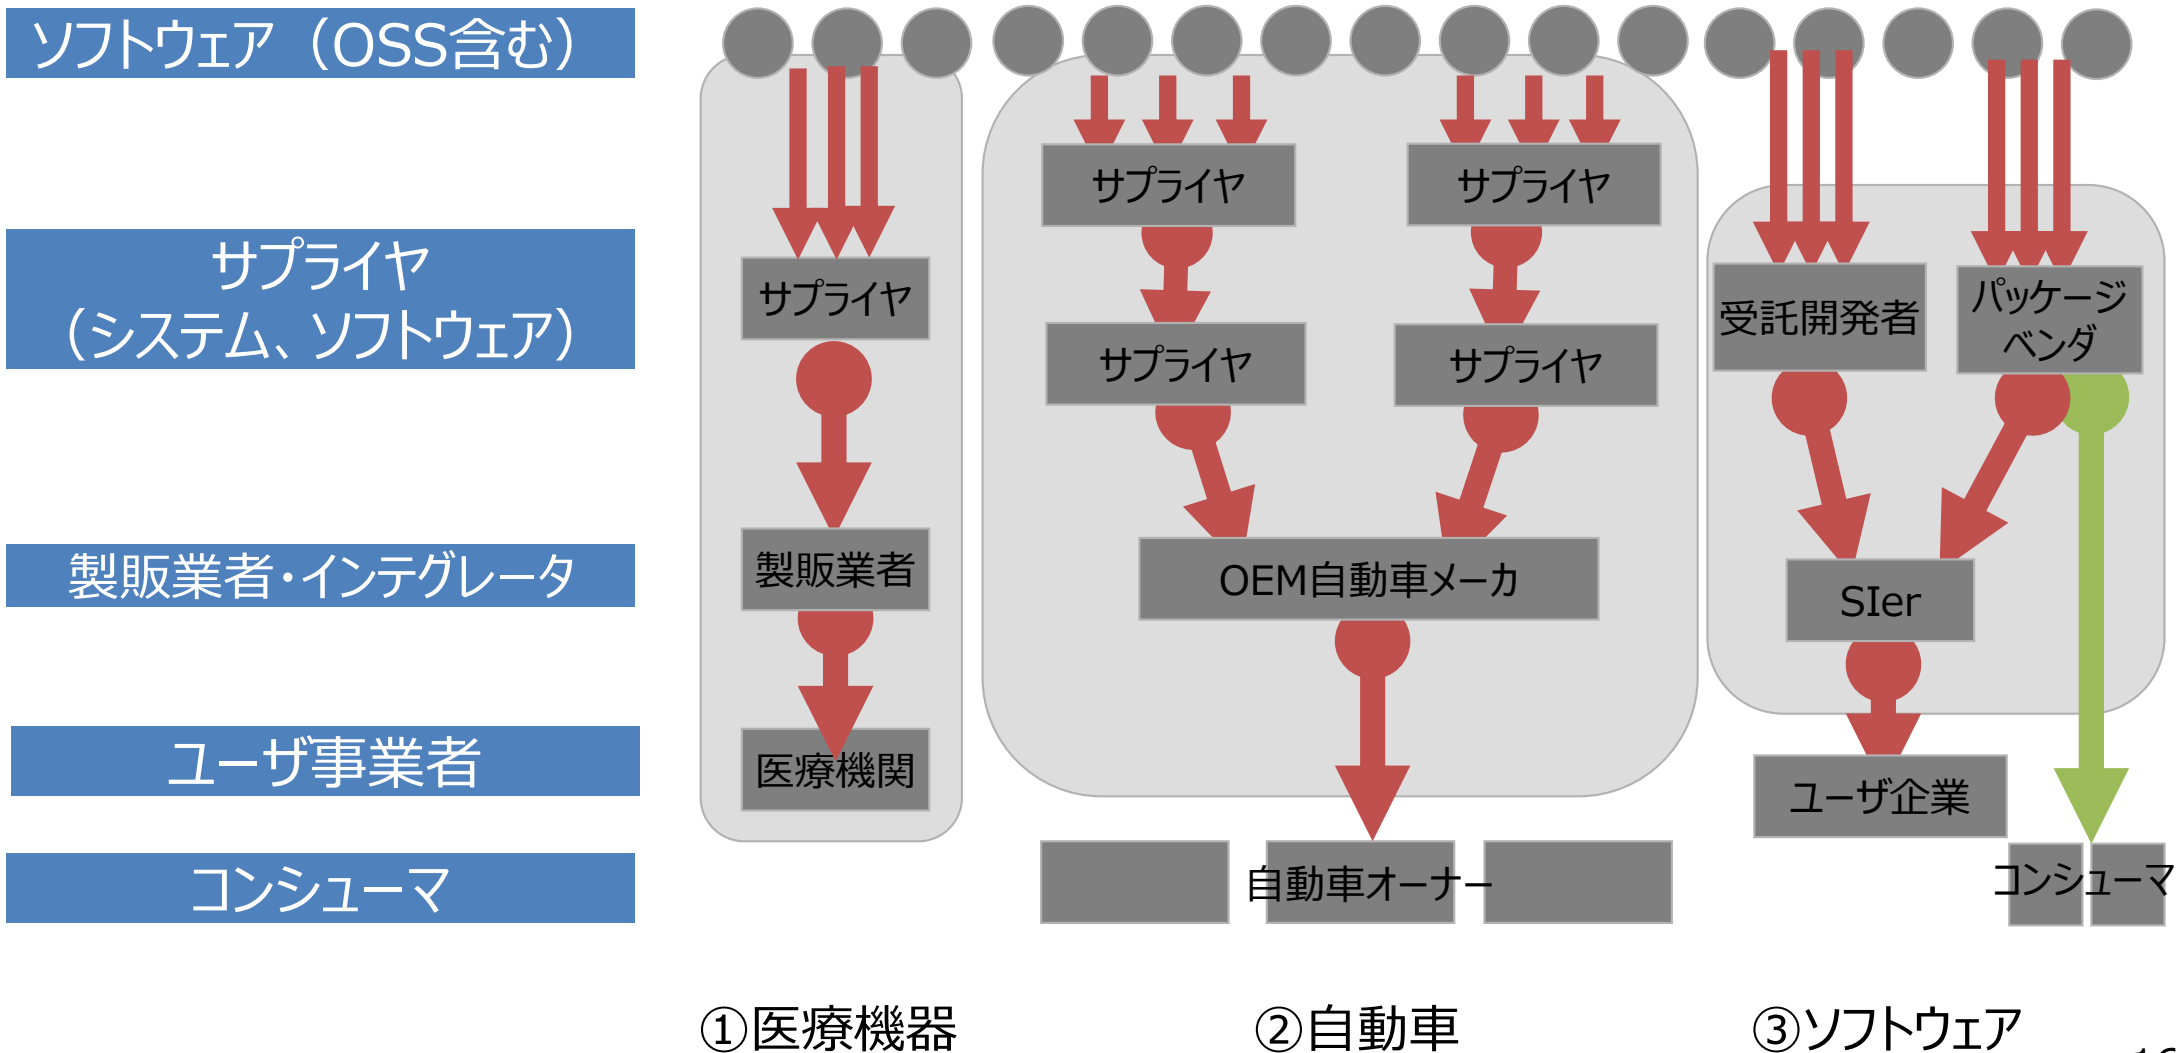 ソフトウェア（OSS含む）
サプライヤ
（システム、ソフトウェア）
製販業者・インテグレータ
ユーザ事業者
コンシューマ
サプライヤ
製販業者
医療機関
サプライヤ
サプライヤ
サプライヤ
サプライヤ
OEM自動車メーカ
自動車オーナー
受託開発者
パッケージ
ベンダ
SIer
ユーザ企業
コンシューマ
①医療機器
②自動車
③ソフトウェア